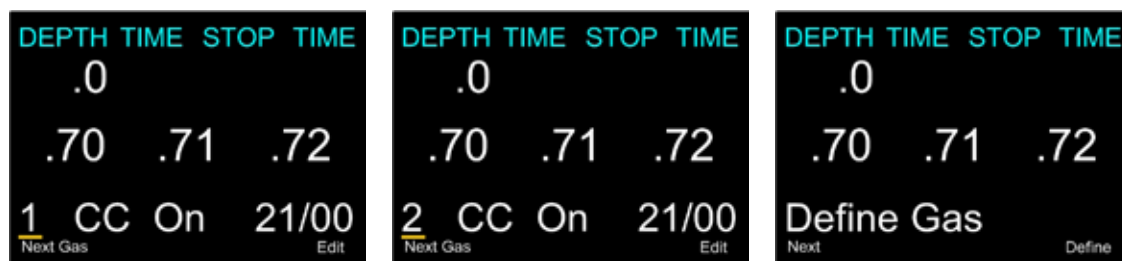 DEPTH TIME STOP TIME
.0
.70 .71 .72
1 CC On 21/00
Next Gas Edit
DEPTH TIME STOP TIME
.0
.70 .71 .72
2 CC On 21/00
Next Gas Edit
DEPTH TIME STOP TIME
.0
.70 .71 .72
Define Gas
Next Define